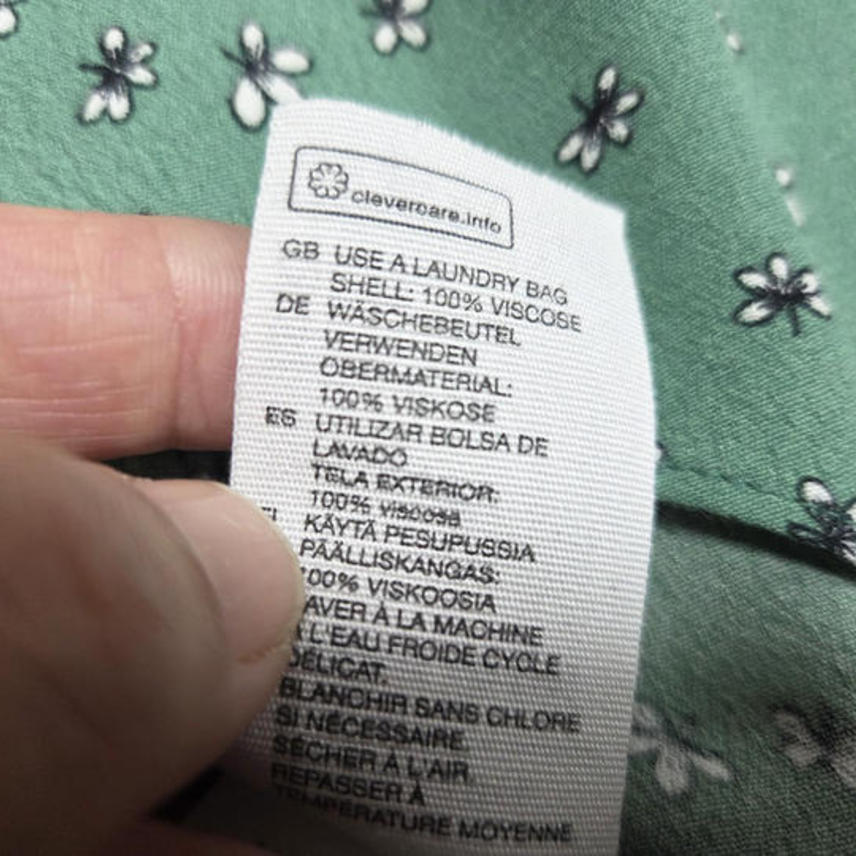 clevercare.info
GB USE A LAUNDRY BAG
SHELL: 100% VISCOSE
DE WÄSCHEBEUTEL
VERWENDEN
OBERMATERIAL:
100% VISKOSE
ES UTILIZAR BOLSA DE
LAVADO
TELA EXTERIOR:
100% viscosa
KÄYTÄ PESUPUSSIA
PÄÄLLISKANGAS:
00% VISKOOSIA
AVER À LA MACHINE
L'EAU FROIDE CYCLE
DÉLICAT.
BLANCHIR SANS CHLORE
SI NÉCESSAIRE.
SÉCHER À L'AIR.
REPASSER À
TEMPÉRATURE MOYENNE